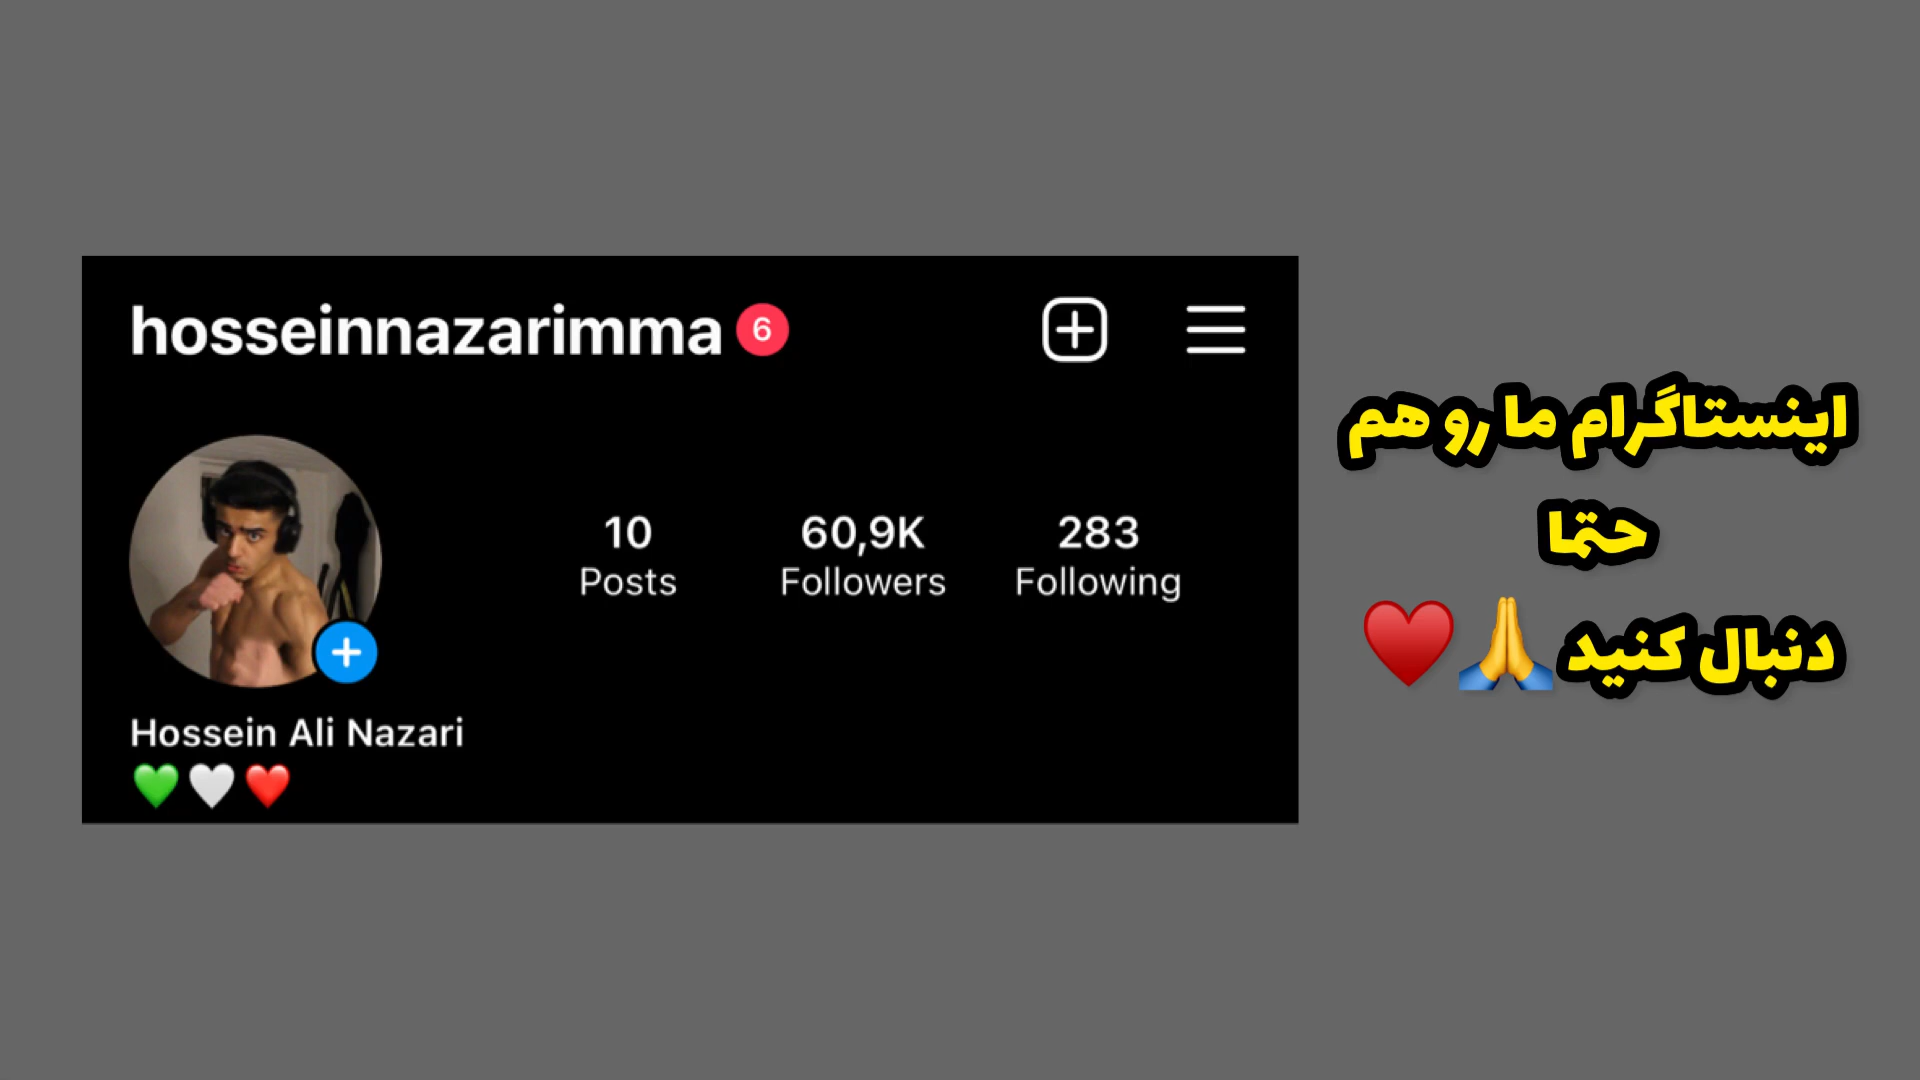 hosseinnazarimma 6
10 60,9K 283
Posts Followers Following
Hossein Ali Nazari
💚🤍❤️
اینستاگرام ما رو هم
حتما
دنبال کنید🙏♥️